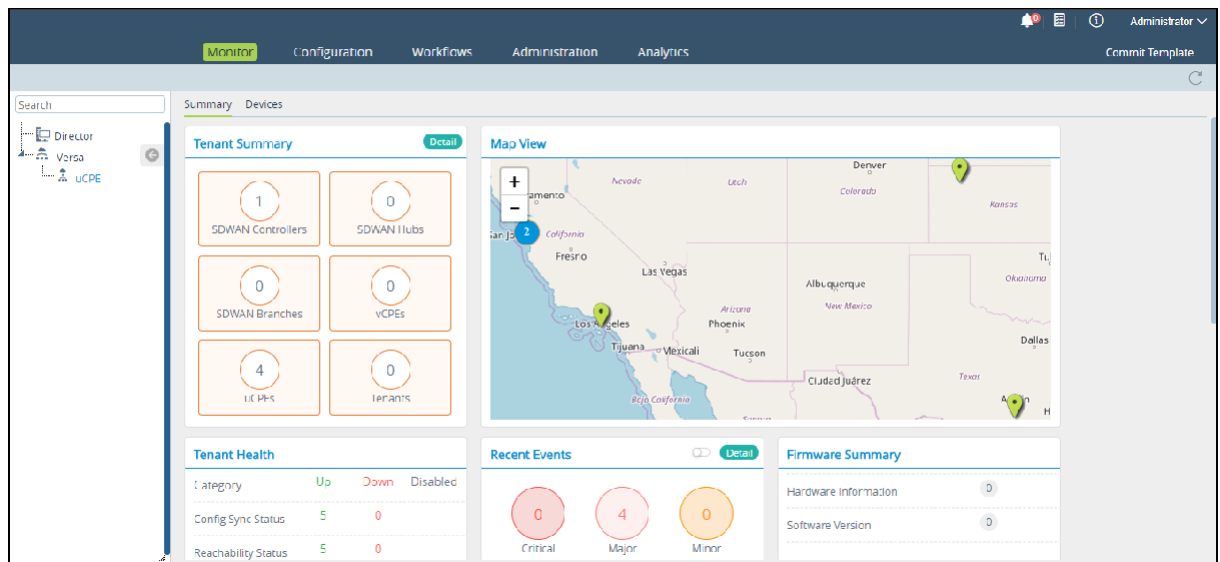 0
Administrator
Monitor Configuration Workflows Administration Analytics Commit Template
Search
Summary Devices
Director
Versa
uCPE
Tenant Summary Detail
1
SDWAN Controllers
0
SDWAN Hubs
0
SDWAN Branches
0
vCPEs
4
uCPEs
0
Tenants
Map View
+
−
Denver
Nevada
Utah
Colorado
Kansas
2
California
Fresno
Las Vegas
Albuquerque
Oklahoma
Arizona
New Mexico
Los Angeles
Phoenix
Dallas
Tijuana
Mexicali
Tucson
Ciudad Juárez
Texas
Baja California
Tenant Health
Category Up Down Disabled
Config Sync Status 5 0
Reachability Status 5 0
Recent Events Detail
0
Critical
4
Major
0
Minor
Firmware Summary
Hardware Information 0
Software Version 0